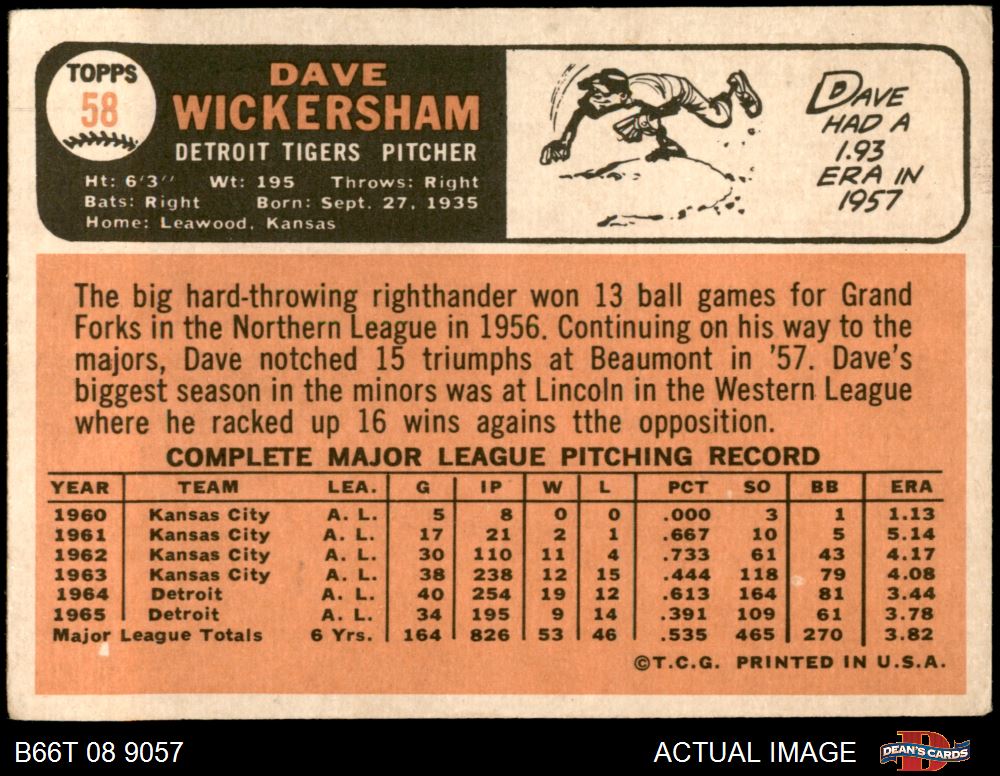 TOPPS
58
DAVE
WICKERSHAM
DETROIT TIGERS PITCHER
Ht: 6'3" Wt: 195 Throws: Right
Bats: Right Born: Sept. 27, 1935
Home: Leawood, Kansas
DAVE
HAD A
1.93
ERA IN
1957
The big hard-throwing righthander won 13 ball games for Grand
Forks in the Northern League in 1956. Continuing on his way to the
majors, Dave notched 15 triumphs at Beaumont in '57. Dave's
biggest season in the minors was at Lincoln in the Western League
where he racked up 16 wins agains tthe opposition.
COMPLETE MAJOR LEAGUE PITCHING RECORD
YEAR TEAM LEA. G IP W L PCT SO BB ERA
1960 Kansas City A. L. 5 8 0 0 .000 3 1 1.13
1961 Kansas City A. L. 17 21 2 1 .667 10 5 5.14
1962 Kansas City A. L. 30 110 11 4 .733 61 43 4.17
1963 Kansas City A. L. 38 238 12 15 .444 118 79 4.08
1964 Detroit A. L. 40 254 19 12 .613 164 81 3.44
1965 Detroit A. L. 34 195 9 14 .391 109 61 3.78
Major League Totals 6 Yrs. 164 826 53 46 .535 465 270 3.82
©T.C.G. PRINTED IN U.S.A.
B66T 08 9057 ACTUAL IMAGE DEAN'S CARDS